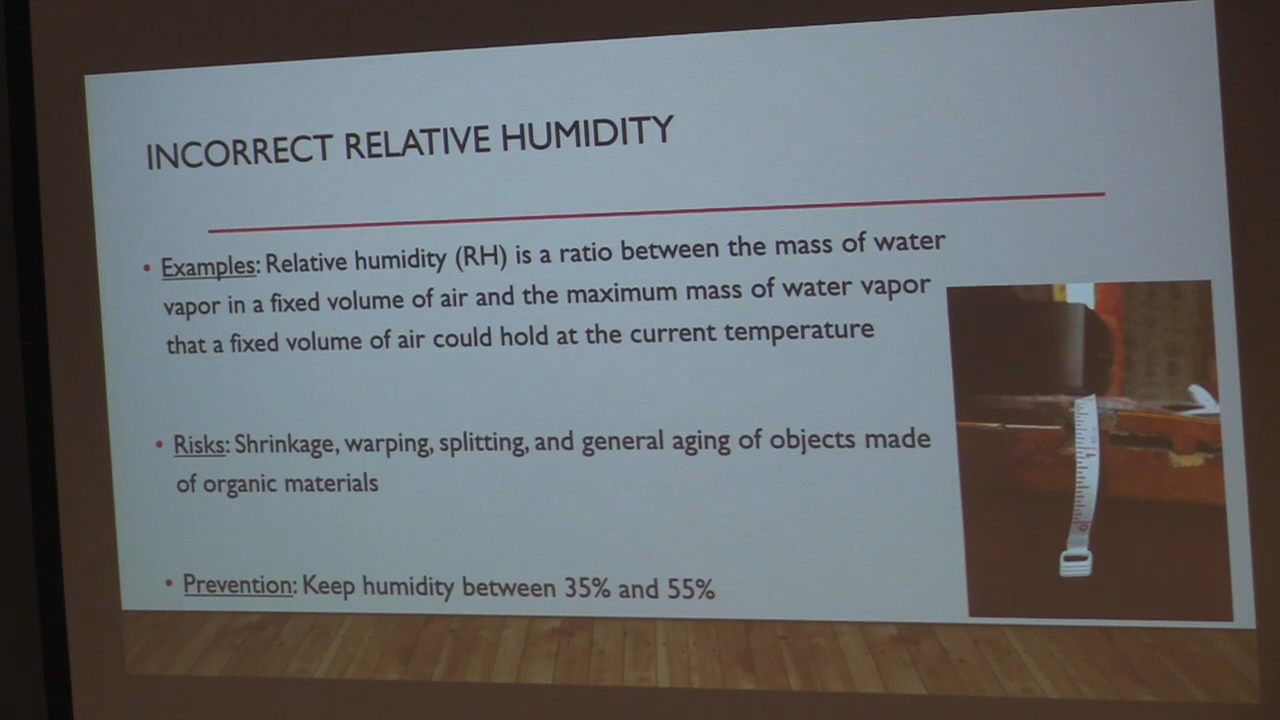 INCORRECT RELATIVE HUMIDITY
• Examples: Relative humidity (RH) is a ratio between the mass of water
vapor in a fixed volume of air and the maximum mass of water vapor
that a fixed volume of air could hold at the current temperature
• Risks: Shrinkage, warping, splitting, and general aging of objects made
of organic materials
• Prevention: Keep humidity between 35% and 55%